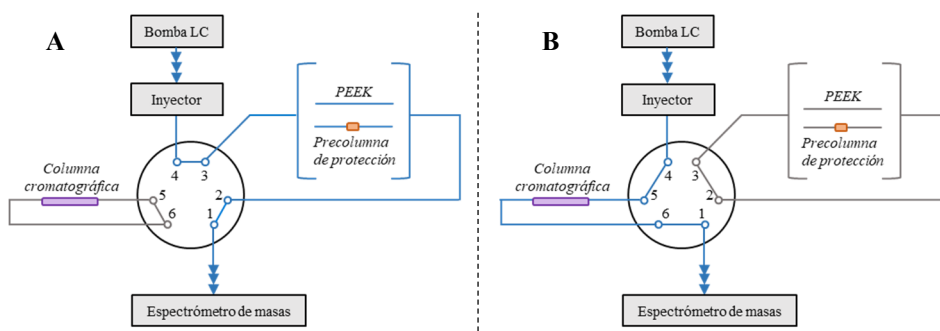 A
Bomba LC
Inyector
PEEK
Precolumna
de protección
Columna
cromatográfica
4
3
5
2
6
1
Espectrómetro de masas
B
Bomba LC
Inyector
PEEK
Precolumna
de protección
Columna
cromatográfica
4
3
5
2
6
1
Espectrómetro de masas